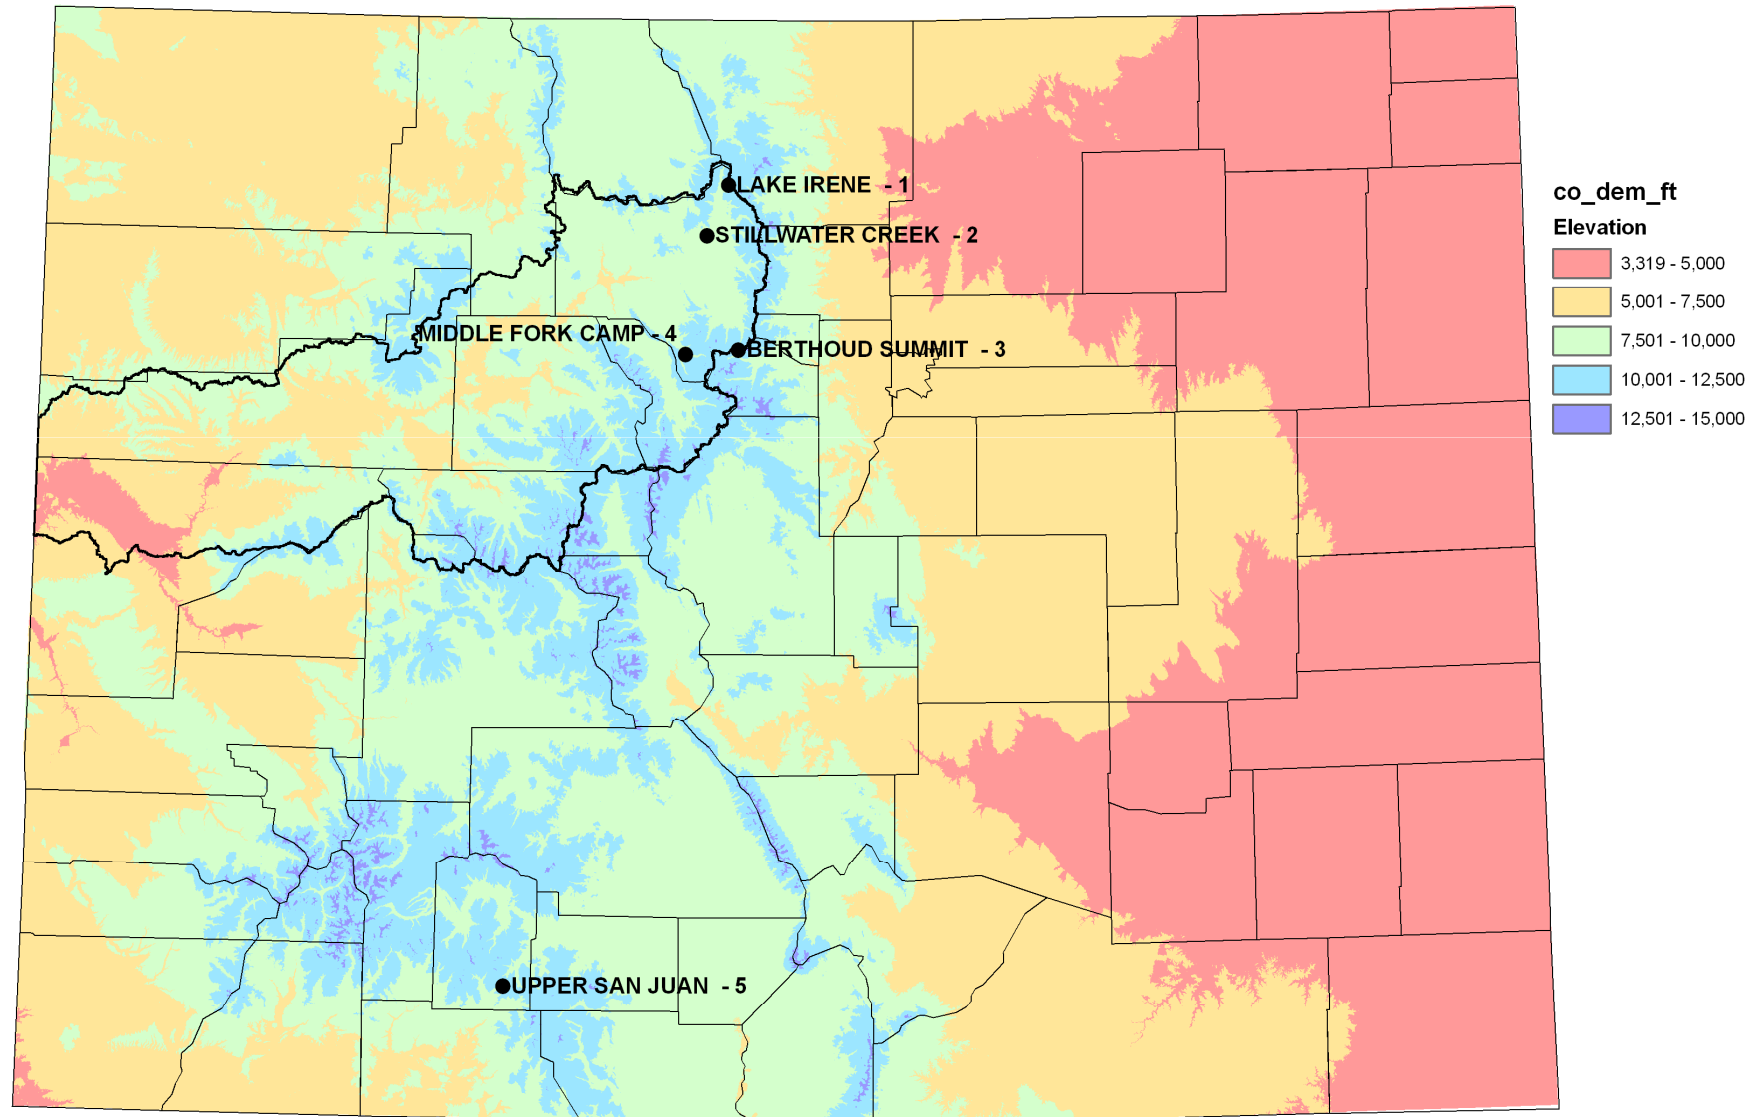 LAKE IRENE - 1
STILLWATER CREEK - 2
MIDDLE FORK CAMP - 4
BERTHOUD SUMMIT - 3
UPPER SAN JUAN - 5
co_dem_ft
Elevation
3,319 - 5,000
5,001 - 7,500
7,501 - 10,000
10,001 - 12,500
12,501 - 15,000